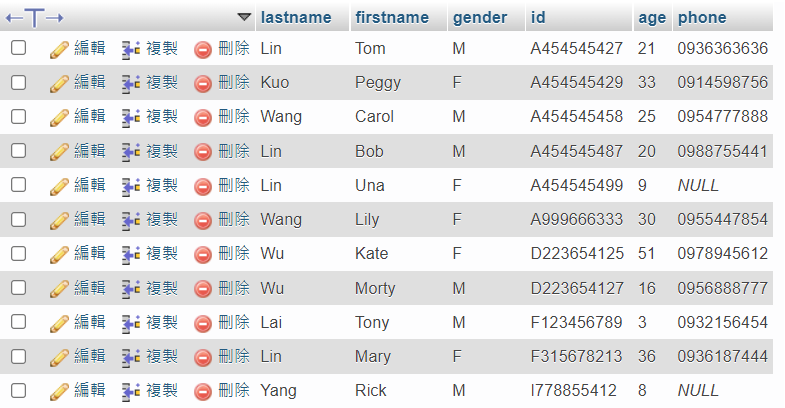 lastname firstname gender id age phone
編輯 複製 刪除 Lin Tom M A454545427 21 0936363636
編輯 複製 刪除 Kuo Peggy F A454545429 33 0914598756
編輯 複製 刪除 Wang Carol M A454545458 25 0954777888
編輯 複製 刪除 Lin Bob M A454545487 20 0988755441
編輯 複製 刪除 Lin Una F A454545499 9 NULL
編輯 複製 刪除 Wang Lily F A999666333 30 0955447854
編輯 複製 刪除 Wu Kate F D223654125 51 0978945612
編輯 複製 刪除 Wu Morty M D223654127 16 0956888777
編輯 複製 刪除 Lai Tony M F123456789 3 0932156454
編輯 複製 刪除 Lin Mary F F315678213 36 0936187444
編輯 複製 刪除 Yang Rick M I778855412 8 NULL